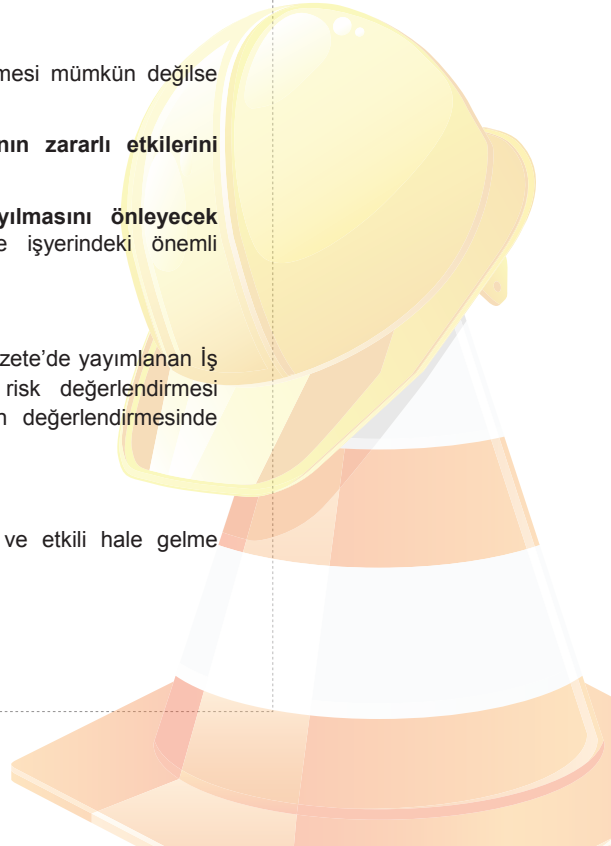 mesi mümkün değilse
nın zararlı etkilerini
yılmasını önleyecek
e işyerindeki önemli
zete'de yayımlanan İş
risk değerlendirmesi
n değerlendirmesinde
ve etkili hale gelme